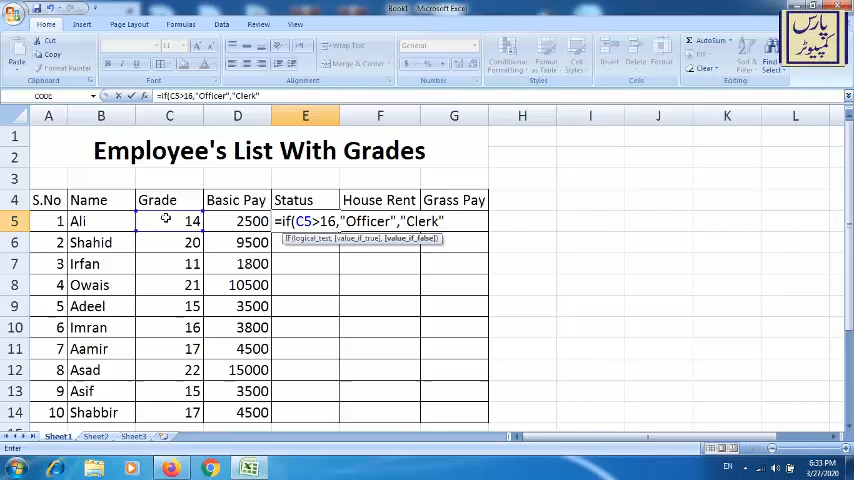 Book1 - Microsoft Excel
Home Insert Page Layout Formulas Data Review View
Paste Cut Copy Format Painter Clipboard
11 A A B I U Font
Wrap Text Merge & Center Alignment
General $ % , Number
Conditional Formatting Format as Table Cell Styles Styles
Insert Delete Format Cells
AutoSum Fill Clear Sort & Filter Find & Select
پارس
کمپیوٹر
CODE =if(C5>16,"Officer","Clerk"
A B C D E F G H I J K L
1
2 Employee's List With Grades
3
4 S.No Name Grade Basic Pay Status House Rent Grass Pay
5 1 Ali 14 2500 =if(C5>16,"Officer","Clerk"
IF(logical_test, [value_if_true], [value_if_false])
6 2 Shahid 20 9500
7 3 Irfan 11 1800
8 4 Owais 21 10500
9 5 Adeel 15 3500
10 6 Imran 16 3800
11 7 Aamir 17 4500
12 8 Asad 22 15000
13 9 Asif 15 3500
14 10 Shabbir 17 4500
Sheet1 Sheet2 Sheet3
Enter
EN 6:33 PM
3/27/2020